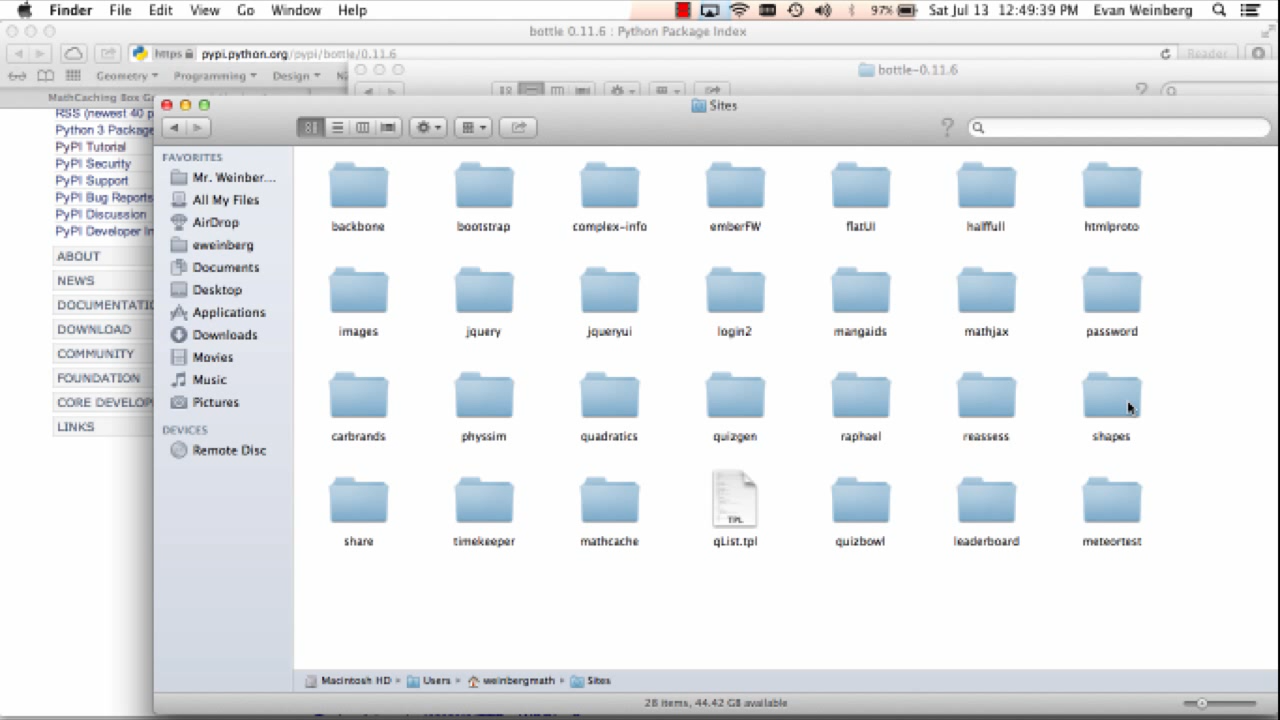 Finder File Edit View Go Window Help 97% Sat Jul 13 12:49:39 PM Evan Weinberg
bottle 0.11.6 : Python Package Index
https pypi.python.org/pypi/bottle/0.11.6 Reader
Geometry Programming Design
bottle-0.11.6
MathCaching Box
Sites
RSS (newest 40 p
Python 3 Package
PyPI Tutorial
PyPI Security
PyPI Support
PyPI Bug Reports
PyPI Discussion
PyPI Developer In
ABOUT
NEWS
DOCUMENTATIO
DOWNLOAD
COMMUNITY
FOUNDATION
CORE DEVELOP
LINKS
FAVORITES
Mr. Weinber...
All My Files
AirDrop
eweinberg
Documents
Desktop
Applications
Downloads
Movies
Music
Pictures
DEVICES
Remote Disc
backbone bootstrap complex-info emberFW flatUI halffull htmlproto
images jquery jqueryui login2 mangaids mathjax password
carbrands physsim quadratics quizgen raphael reassess shapes
TPL
share timekeeper mathcache qList.tpl quizbowl leaderboard meteortest
Macintosh HD Users weinbergmath Sites
28 items, 44.42 GB available